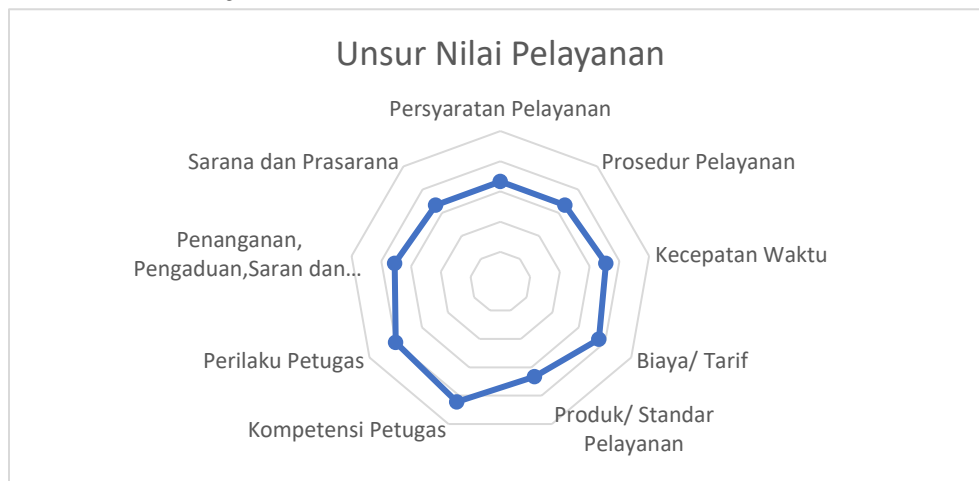 Unsur Nilai Pelayanan
Persyaratan Pelayanan
Prosedur Pelayanan
Kecepatan Waktu
Biaya/ Tarif
Produk/ Standar
Pelayanan
Kompetensi Petugas
Perilaku Petugas
Penanganan,
Pengaduan,Saran dan...
Sarana dan Prasarana